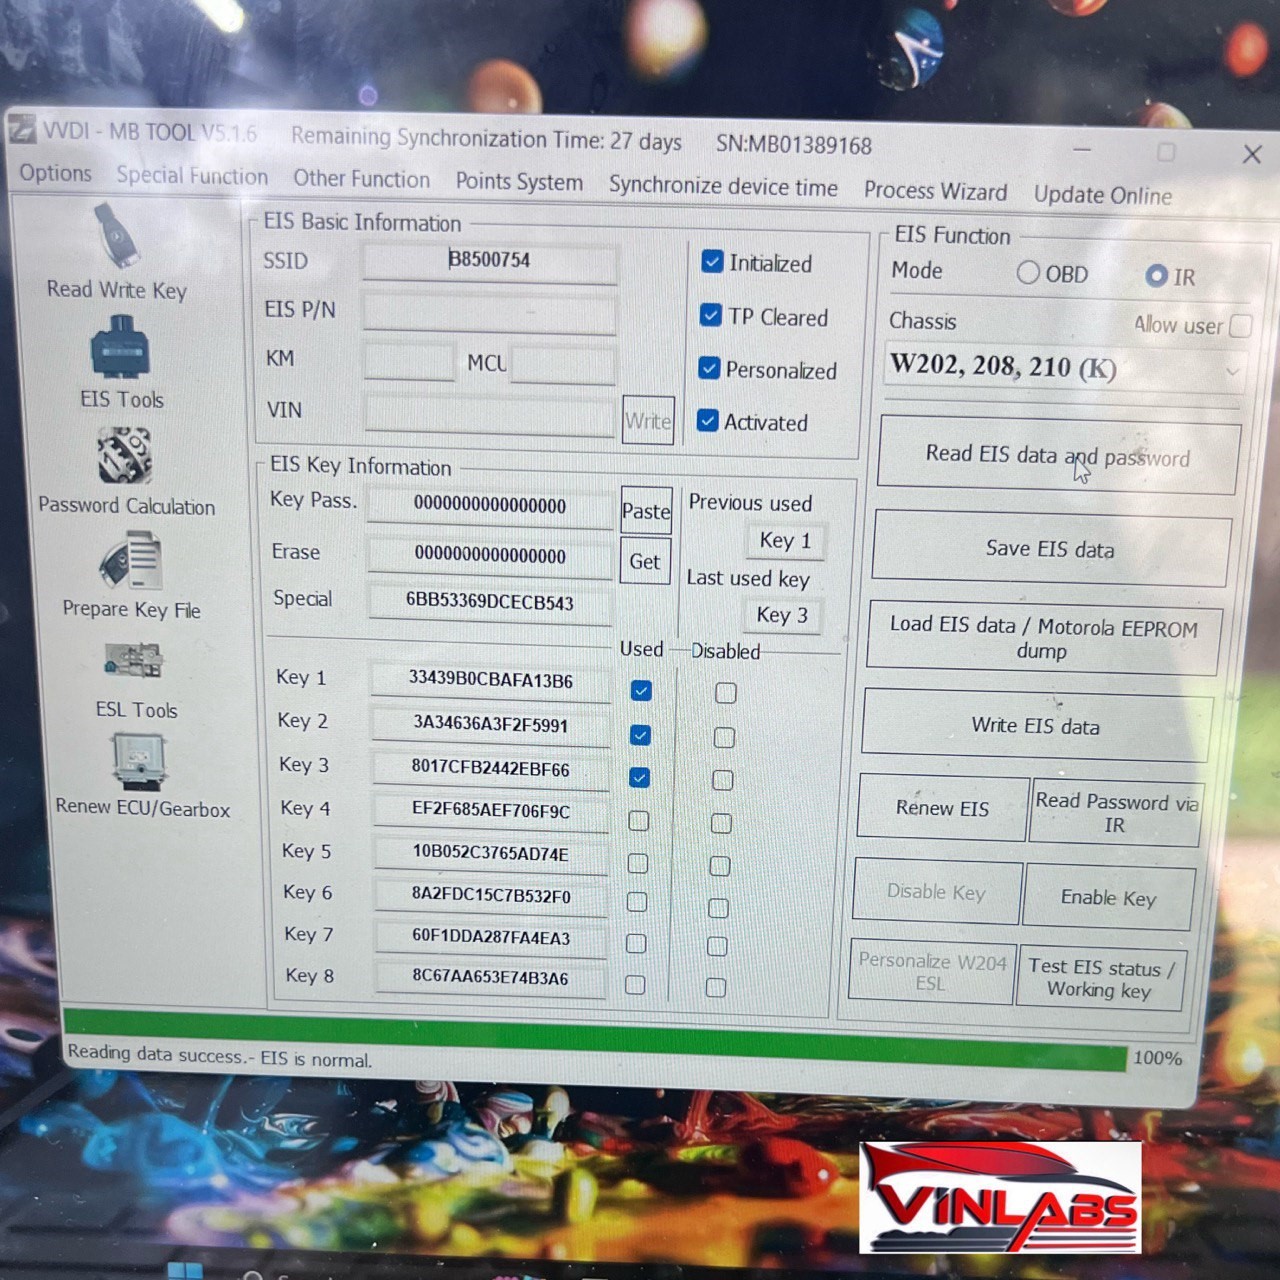 VVDI - MB TOOL V5.1.6 Remaining Synchronization Time: 27 days SN:MB01389168
Options Special Function Other Function Points System Synchronize device time Process Wizard Update Online
Read Write Key
EIS Tools
Password Calculation
Prepare Key File
ESL Tools
Renew ECU/Gearbox
EIS Basic Information
SSID B8500754
EIS P/N
KM MCU
VIN Write
Initialized
TP Cleared
Personalized
Activated
EIS Key Information
Key Pass. 0000000000000000 Paste
Erase 0000000000000000 Get
Special 6BB53369DCECB543
Previous used
Key 1
Last used key
Key 3
Used Disabled
Key 1 33439B0CBAFA13B6
Key 2 3A34636A3F2F5991
Key 3 8017CFB2442EBF66
Key 4 EF2F685AEF706F9C
Key 5 10B052C3765AD74E
Key 6 8A2FDC15C7B532F0
Key 7 60F1DDA287FA4EA3
Key 8 8C67AA653E74B3A6
EIS Function
Mode OBD IR
Chassis Allow user
W202, 208, 210 (K)
Read EIS data and password
Save EIS data
Load EIS data / Motorola EEPROM
dump
Write EIS data
Renew EIS
Read Password via
IR
Disable Key
Enable Key
Personalize W204
ESL
Test EIS status /
Working key
Reading data success.- EIS is normal.
100%
VINLABS